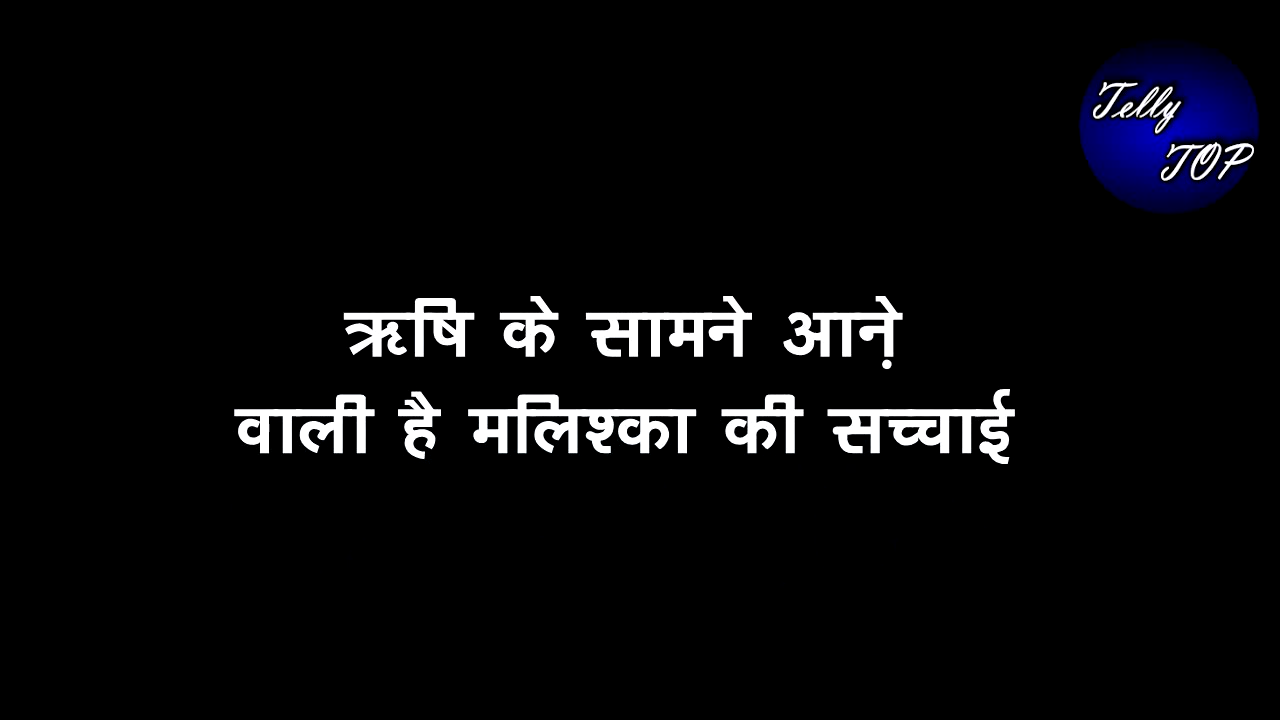 Telly
TOP
ऋषि के सामने आने़
वाली है मलिश्का की सच्चाई